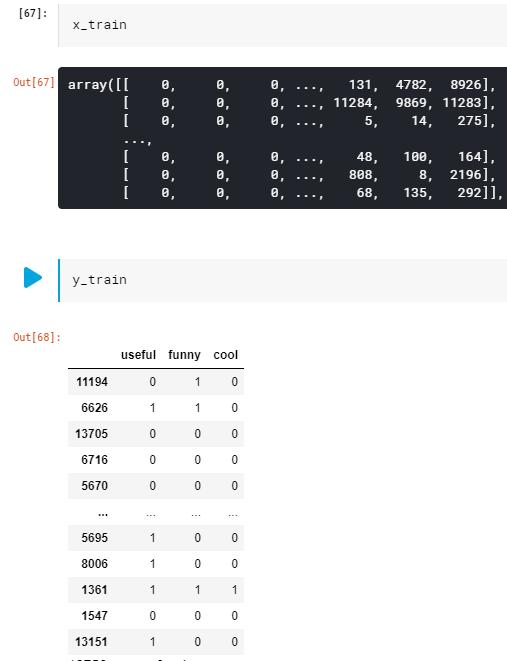 [67]:
x_train
Out[67]
array([[ 0, 0, 0, ..., 131, 4782, 8926],
[ 0, 0, 0, ..., 11284, 9869, 11283],
[ 0, 0, 0, ..., 5, 14, 275],
...,
[ 0, 0, 0, ..., 48, 100, 164],
[ 0, 0, 0, ..., 808, 8, 2196],
[ 0, 0, 0, ..., 68, 135, 292]],
y_train
Out[68]:
useful funny cool
11194 0 1 0
6626 1 1 0
13705 0 0 0
6716 0 0 0
5670 0 0 0
... ... ... ...
5695 1 0 0
8006 1 0 0
1361 1 1 1
1547 0 0 0
13151 1 0 0